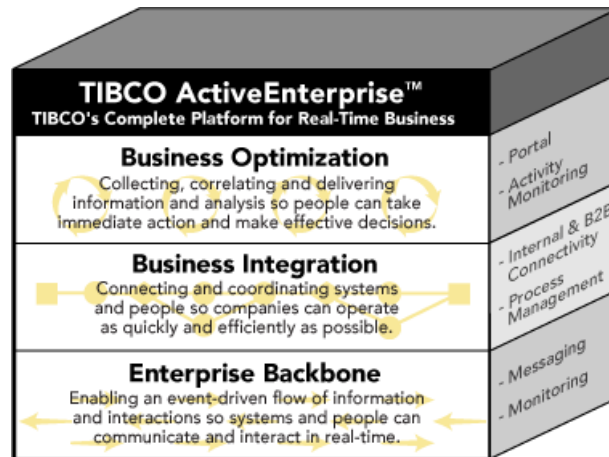 TIBCO ActiveEnterprise™
TIBCO's Complete Platform for Real-Time Business
Business Optimization
Collecting, correlating and delivering
information and analysis so people can take
immediate action and make effective decisions.
- Portal
- Activity
Monitoring
Business Integration
Connecting and coordinating systems
and people so companies can operate
as quickly and efficiently as possible.
- Internal & B2B
Connectivity
- Process
Management
Enterprise Backbone
Enabling an event-driven flow of information
and interactions so systems and people can
communicate and interact in real-time.
- Messaging
- Monitoring